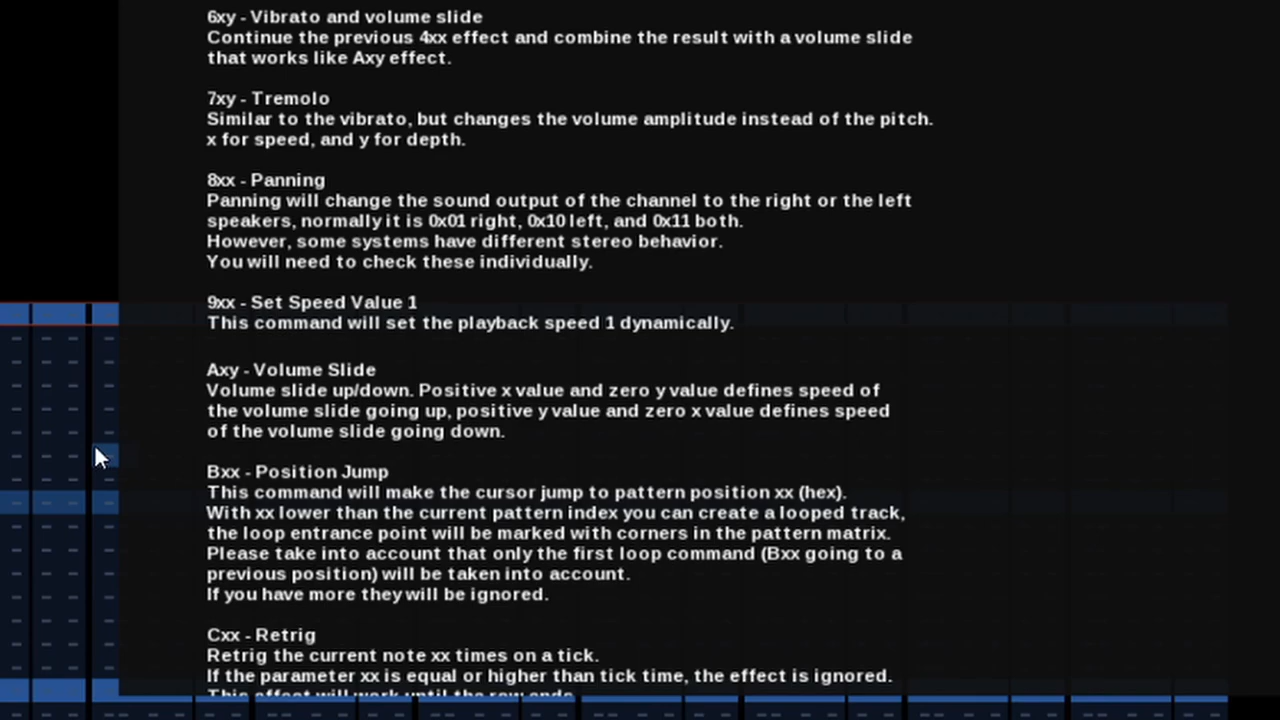 6xy - Vibrato and volume slide
Continue the previous 4xx effect and combine the result with a volume slide
that works like Axy effect.
7xy - Tremolo
Similar to the vibrato, but changes the volume amplitude instead of the pitch.
x for speed, and y for depth.
8xx - Panning
Panning will change the sound output of the channel to the right or the left
speakers, normally it is 0x01 right, 0x10 left, and 0x11 both.
However, some systems have different stereo behavior.
You will need to check these individually.
9xx - Set Speed Value 1
This command will set the playback speed 1 dynamically.
Axy - Volume Slide
Volume slide up/down. Positive x value and zero y value defines speed of
the volume slide going up, positive y value and zero x value defines speed
of the volume slide going down.
Bxx - Position Jump
This command will make the cursor jump to pattern position xx (hex).
With xx lower than the current pattern index you can create a looped track,
the loop entrance point will be marked with corners in the pattern matrix.
Please take into account that only the first loop command (Bxx going to a
previous position) will be taken into account.
If you have more they will be ignored.
Cxx - Retrig
Retrig the current note xx times on a tick.
If the parameter xx is equal or higher than tick time, the effect is ignored.
This effect will work until the row ends